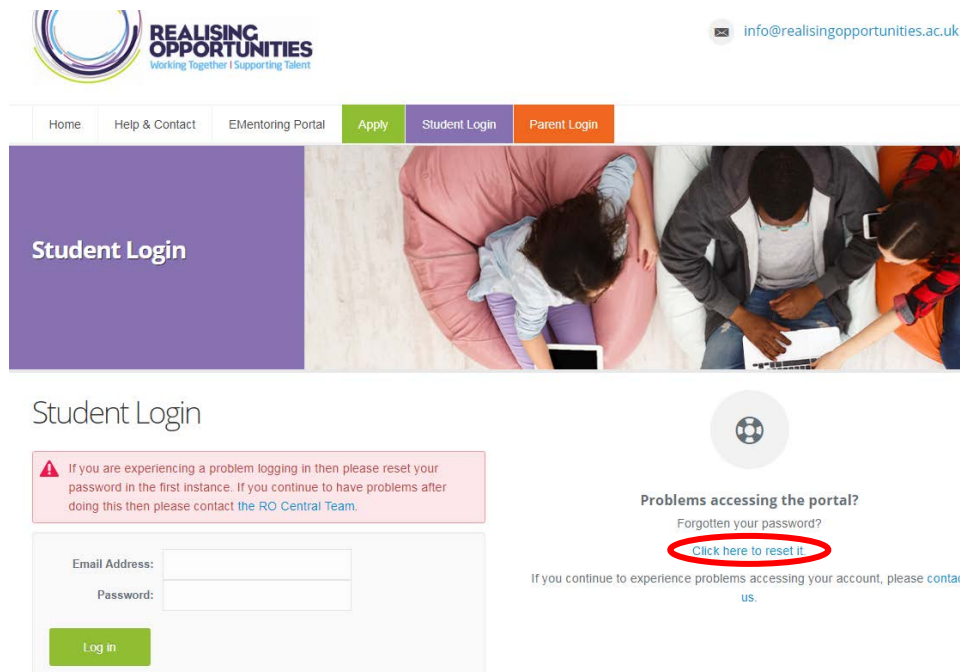 REALISING
OPPORTUNITIES
Working Together | Supporting Talent
info@realisingopportunities.ac.uk
Home Help & Contact EMentoring Portal Apply Student Login Parent Login
Student Login
Student Login
If you are experiencing a problem logging in then please reset your
password in the first instance. If you continue to have problems after
doing this then please contact the RO Central Team.
Email Address:
Password:
Log in
Problems accessing the portal?
Forgotten your password?
Click here to reset it.
If you continue to experience problems accessing your account, please contac
us.